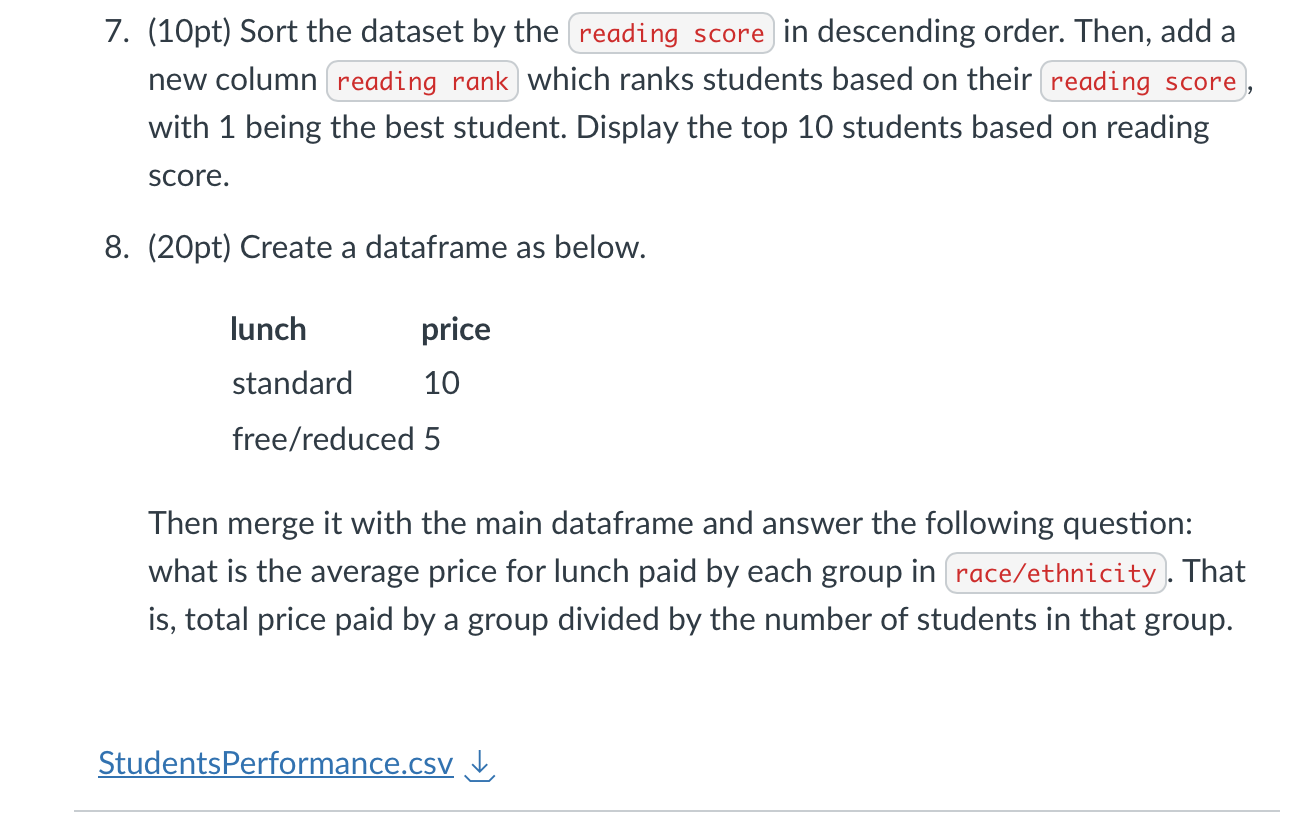 7. (10pt) Sort the dataset by the reading score in descending order. Then, add a
new column reading rank which ranks students based on their reading score,
with 1 being the best student. Display the top 10 students based on reading
score.
8. (20pt) Create a dataframe as below.
lunch price
standard 10
free/reduced 5
Then merge it with the main dataframe and answer the following question:
what is the average price for lunch paid by each group in race/ethnicity. That
is, total price paid by a group divided by the number of students in that group.
StudentsPerformance.csv